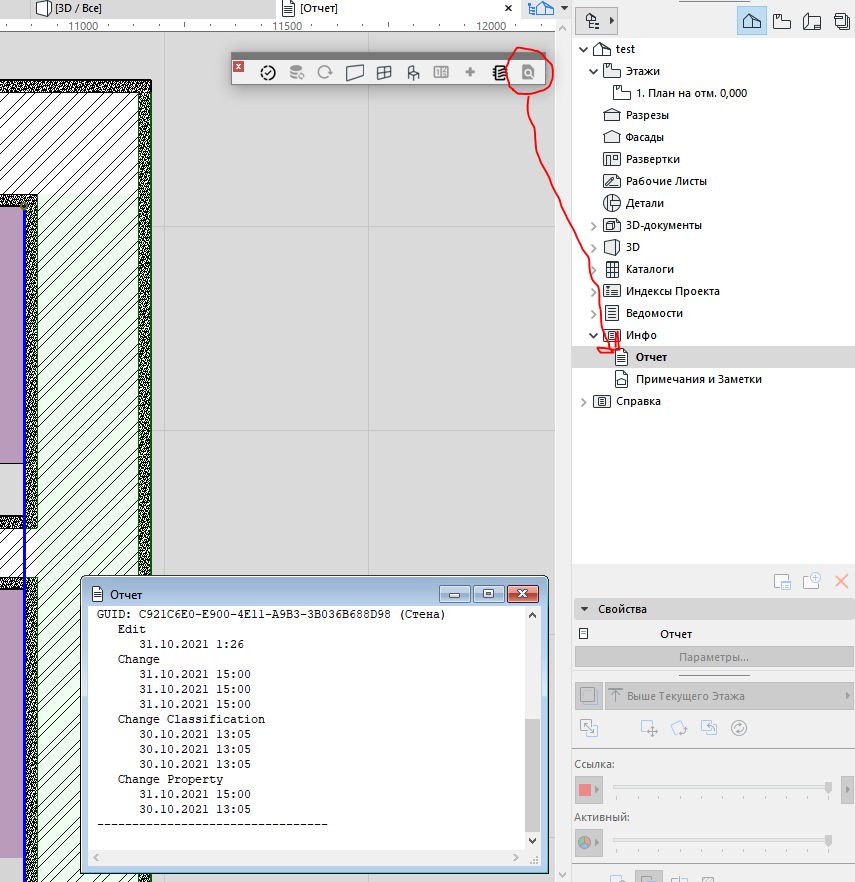 [3D / Все]
[Отчет]
11000
11500
12000
test
Этажи
1. План на отм. 0,000
Разрезы
Фасады
Развертки
Рабочие Листы
Детали
3D-документы
3D
Каталоги
Индексы Проекта
Ведомости
Инфо
Отчет
Примечания и Заметки
Справка
Отчет
GUID: C921C6E0-E900-4E11-A9B3-3B036B688D98 (Стена)
Edit
31.10.2021 1:26
Change
31.10.2021 15:00
31.10.2021 15:00
31.10.2021 15:00
Change Classification
30.10.2021 13:05
30.10.2021 13:05
30.10.2021 13:05
Change Property
31.10.2021 15:00
30.10.2021 13:05
---------------------------------
Свойства
Отчет
Параметры...
Выше Текущего Этажа
Ссылка:
Активный: